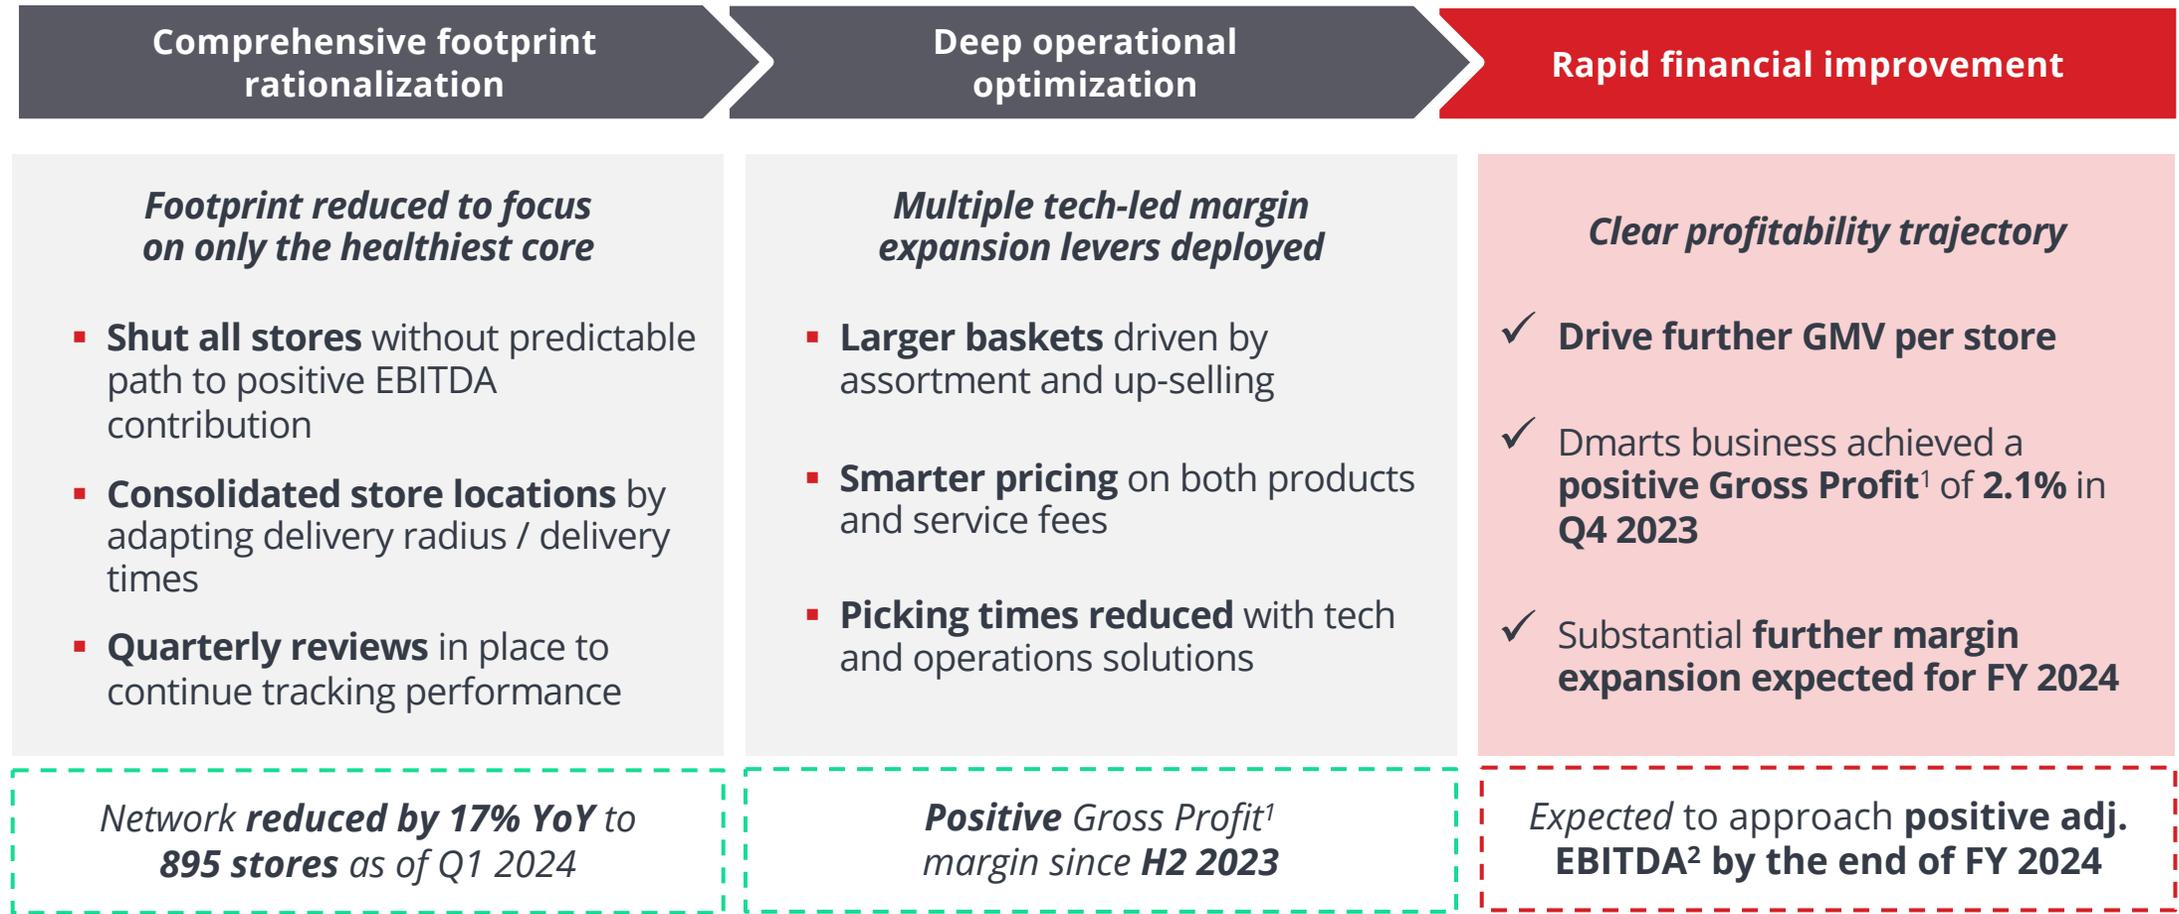 Comprehensive footprint
rationalization
Deep operational
optimization
Rapid financial improvement
Footprint reduced to focus
on only the healthiest core
▪ Shut all stores without predictable
path to positive EBITDA
contribution
▪ Consolidated store locations by
adapting delivery radius / delivery
times
▪ Quarterly reviews in place to
continue tracking performance
Network reduced by 17% YoY to
895 stores as of Q1 2024
Multiple tech-led margin
expansion levers deployed
▪ Larger baskets driven by
assortment and up-selling
▪ Smarter pricing on both products
and service fees
▪ Picking times reduced with tech
and operations solutions
Positive Gross Profit¹
margin since H2 2023
Clear profitability trajectory
✓ Drive further GMV per store
✓ Dmarts business achieved a
positive Gross Profit¹ of 2.1% in
Q4 2023
✓ Substantial further margin
expansion expected for FY 2024
Expected to approach positive adj.
EBITDA² by the end of FY 2024